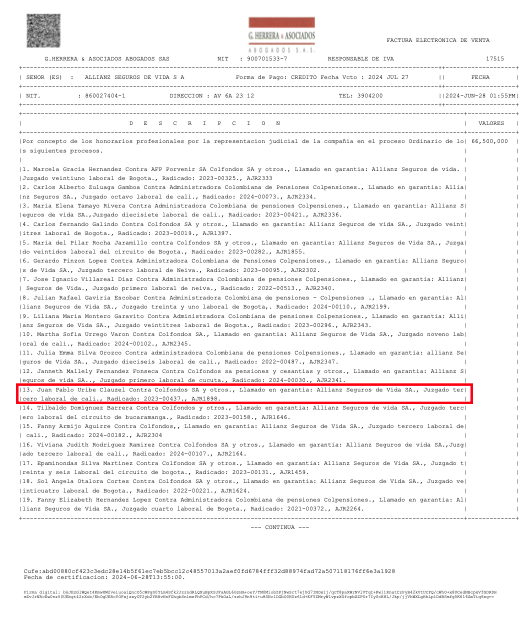 G. HERRERA & ASOCIADOS
ABOGADOS S.A.S.
FACTURA ELECTRONICA DE VENTA
G.HERRERA & ASOCIADOS ABOGADOS SAS NIT : 900701533-7 RESPONSABLE DE IVA 17515
SENOR (ES) : ALLIANZ SEGUROS DE VIDA S A Forma de Pago: CREDITO Fecha Vcto : 2024 JUL 27 FECHA
NIT. : 860027404-1 DIRECCION : AV 6A 23 12 TEL: 3904200 2024-JUN-28 01:55PM
D E S C R I P C I O N VALORES
Por concepto de los honorarios profesionales por la representacion judicial de la compañia en el proceso Ordinario de lo 66,500,000
s siguientes procesos.
1. Marcela Gracia Hernandez Contra AFP Porvenir SA Colfondos SA y otros., Llamado en garantia: Allianz Seguros de vida.
Juzgado veintiuno laboral de Bogota., Radicado: 2023-00325., AJR2333
2. Carlos Alberto Zuluaga Gamboa Contra Administradora Colombiana de Pensiones Colpensiones., Llamado en garantia: Allia
nz Seguros SA., Juzgado octavo laboral de cali., Radicado: 2024-00073., AJR2334.
3. Maria Elena Tamayo Rivera Contra Administradora Colombiana de pensiones Colpensiones., Llamado en garantia: Allianz S
eguros de vida SA.,Juzgado diecisiete laboral de cali., Radicado: 2023-00421., AJR2336.
4. Carlos fernando Galindo Contra Colfondos SA y otros., Llamado en garantia: Allianz Seguros de Vida SA., Juzgado veint
itres laboral de Bogota., Radicado: 2023-00018., AJR1397.
5. Maria del Pilar Rocha Jaramillo contra Colfondos SA y otros., Llamado en garantia: Allianz Seguros de Vida SA., Juzga
do veintidos laboral del circuito de Bogota., Radicado: 2023-00282., AJR1855.
6. Gerardo Pinzon Lopez Contra Administradora Colombiana de Pensiones Colpensiones., Llamado en garantia: Allianz Seguro
s de Vida SA., Juzgado tercero laboral de Neiva., Radicado: 2023-00095., AJR2302.
7. Jose Ignacio Villareal Diaz Contra Administradora Colombiana de pensiones Colpensiones., Llamado en garantia: Allianz
Seguros de Vida SA., Juzgado primero laboral de neiva., Radicado: 2022-00513., AJR2340.
8. Julian Rafael Gaviria Escobar Contra Administradora Colombiana de pensiones - Colpensiones ., Llamado en garantia: Al
lianz Seguros de Vida SA., Juzgado treinta y uno laboral de Bogota., Radicado: 2024-00110., AJR2199.
9. Liliana Maria Montero Garavito Contra Administradora Colombiana de pensiones Colpensiones., Llamado en garantia: Alli
anz Seguros de Vida SA., Juzgado veintitres laboral de Bogota., Radicado: 2023-00286., AJR2343.
10. Martha Sofia Urrego Varon Contra Colfondos SA., Llamado en garantia: Allianz Seguros de Vida SA., Juzgado noveno lab
oral de cali., Radicado: 2024-00102., AJR2345.
11. Julia Emma Silva Orozco Contra administradora Colombiana de pensiones Colpensiones., Llamado en garantia: allianz Se
guros de Vida SA., Juzgado dieciseis laboral de cali., Radicado: 2022-00487., AJR2347.
12. Janneth Mallely Fernandez Fonseca Contra Colfondos sa pensiones y cesantias y otros., Llamado en garantia: Allianz S
eguros de vida SA.., Juzgado primero laboral de cucuta., Radicado: 2024-00030., AJR2341.
13. Juan Pablo Uribe Clauzel Contra Colfondos SA y otros., Llamado en garantia: Allianz Seguros de Vida SA., Juzgado ter
cero laboral de cali., Radicado: 2023-00437., AJR1898.
14. Tilbaldo Domiguez Barrera Contra Colfondos SA y otros., Llamado en garantia: Allianz Seguros de Vida SA., Juzgado terc
ero laboral del circuito de bucaramanga., Radicado: 2023-00158., AJR1646.
15. Fanny Armijo Aguirre Contra Colfondos SA., Llamado en garantia: Allianz Seguros de Vida SA., Juzgado tercero laboral de
cali., Radicado: 2024-00182., AJR2304
16. Viviana Judith Rodriguez Ramirez Contra Colfondos SA., Llamado en garantia: Allianz Seguros de vida SA.,Juzg
ado tercero laboral de cali., Radicado: 2024-00107., AJR2164.
17. Epaminondas Silva Martinez Contra Colfondos SA y otros., Llamado en garantia: Allianz Seguros de Vida SA., Juzgado t
reinta y seis laboral del circuito de bogota., Radicado: 2023-00131., AJR1458.
18. Sol Angela Otalora Cortes Contra Colfondos SA y otros., Llamado en garantia: Allianz Seguros de Vida SA., Juzgado ve
inticuatro laboral de Bogota., Radicado: 2022-00221., AJR1624.
19. Fanny Elizabeth Hernandez Lopez Contra Administradora Colombiana de pensiones Colpensiones., Llamado en Garantia: Al
lianz Seguros de Vida SA., Juzgado cuarto laboral de Bogota., Radicado: 2021-00372., AJR2264.
--- CONTINUA ---
Fecha de certificacion: 2024-06-28T13:55:00.